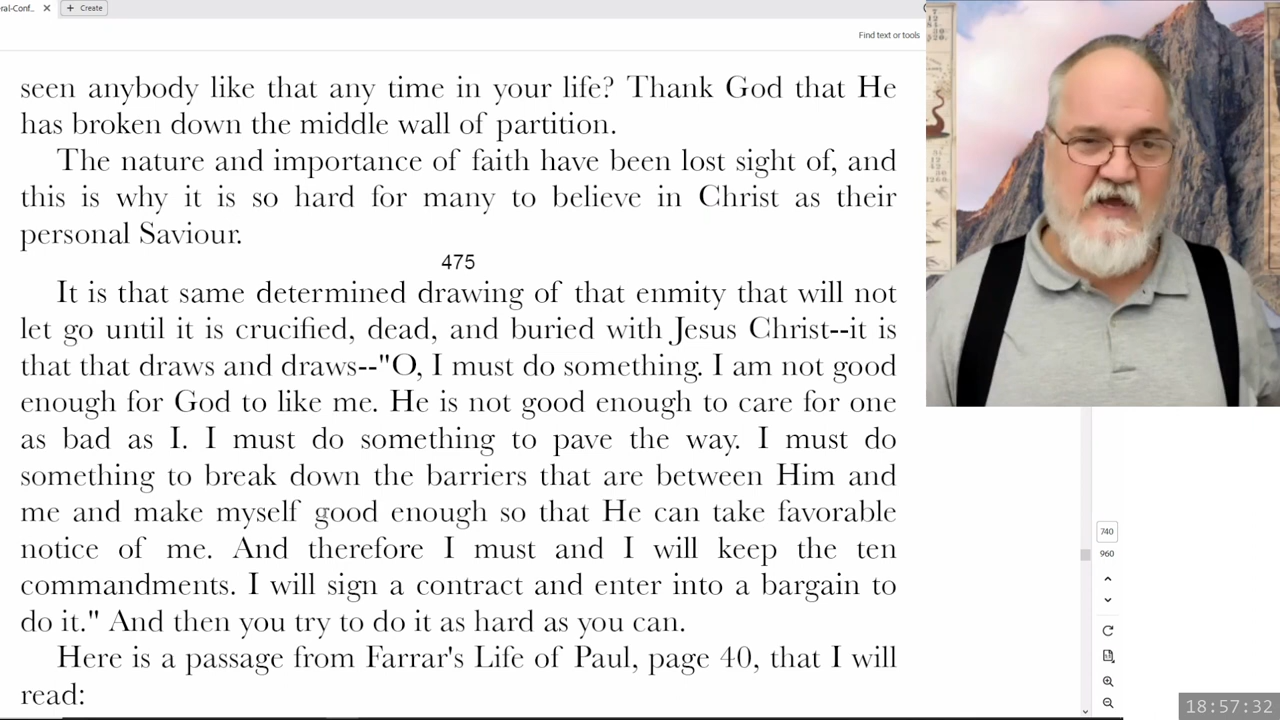 ral-Conf..
Create
Find text or tools
seen anybody like that any time in your life? Thank God that He
has broken down the middle wall of partition.
The nature and importance of faith have been lost sight of, and
this is why it is so hard for many to believe in Christ as their
personal Saviour.
475
It is that same determined drawing of that enmity that will not
let go until it is crucified, dead, and buried with Jesus Christ--it is
that that draws and draws--"O, I must do something. I am not good
enough for God to like me. He is not good enough to care for one
as bad as I. I must do something to pave the way. I must do
something to break down the barriers that are between Him and
me and make myself good enough so that He can take favorable
notice of me. And therefore I must and I will keep the ten
commandments. I will sign a contract and enter into a bargain to
do it." And then you try to do it as hard as you can.
Here is a passage from Farrar's Life of Paul, page 40, that I will
read:
740
960
18:57:32